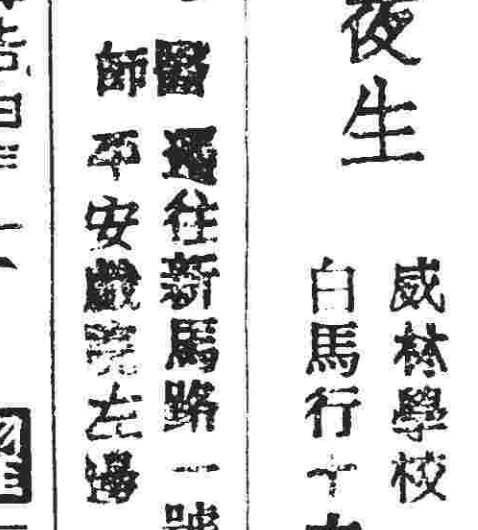 夜生
威林學校
白馬行十
醫師
遷往新馬路一號
平安戲院左邊